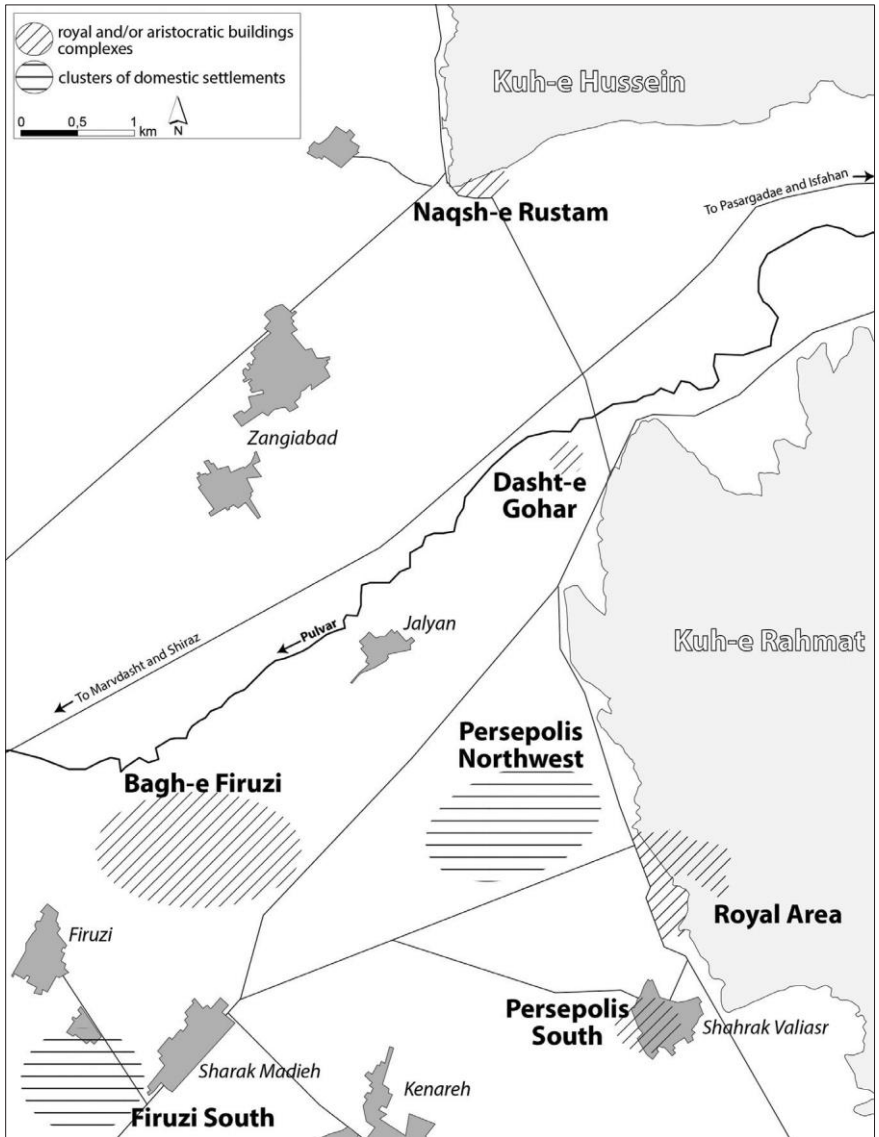 royal and/or aristocratic buildings
complexes
clusters of domestic settlements
0 0,5 1
km
N
Kuh-e Hussein
To Pasargadae and Isfahan
Naqsh-e Rustam
Zangiabad
Dasht-e
Gohar
Jalyan
Pulvar
Kuh-e Rahmat
To Marvdasht and Shiraz
Persepolis
Northwest
Bagh-e Firuzi
Royal Area
Firuzi
Persepolis
South
Shahrak Valiasr
Sharak Madieh
Kenareh
Firuzi South